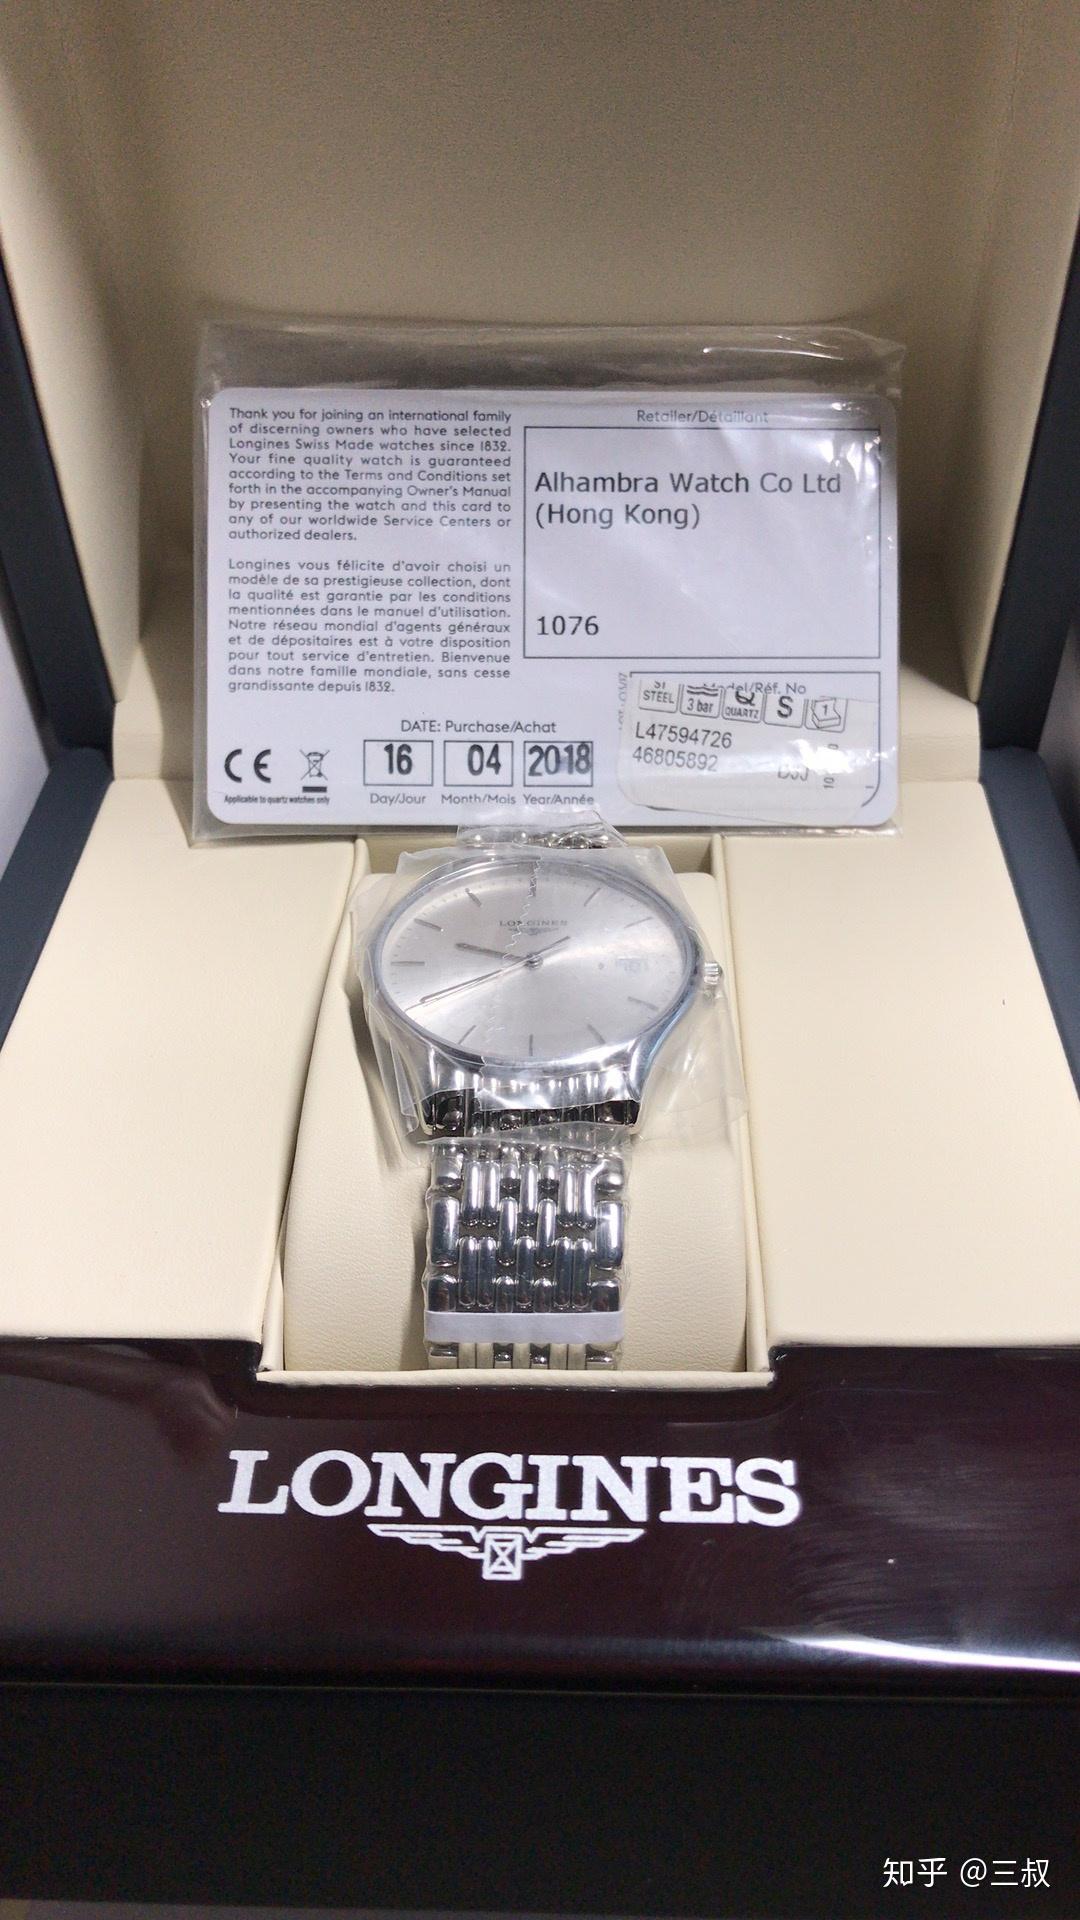 Thank you for joining an international family
of discerning owners who have selected
Longines Swiss Made watches since 1832.
Your fine quality watch is guaranteed
according to the Terms and Conditions set
forth in the accompanying Owner's Manual
by presenting the watch and this card to
any of our worldwide Service Centers or
authorized dealers.
Longines vous félicite d'avoir choisi un
modèle de sa prestigieuse collection, dont
la qualité est garantie par les conditions
mentionnées dans le manuel d'utilisation.
Notre réseau mondial d'agents généraux
et de dépositaires est à votre disposition
pour tout service d'entretien. Bienvenue
dans notre famille mondiale, sans cesse
grandissante depuis 1832.
Retailer/Détaillant
Alhambra Watch Co Ltd
(Hong Kong)
1076
DATE: Purchase/Achat
16 04 2018
Day/Jour Month/Mois Year/Année
CE
Applicable to quartz watches only
Model/Réf. No
STEEL 3 bar QUARTZ S 1
L47594726
46805892
LONGINES
LONGINES
知乎 @三叔